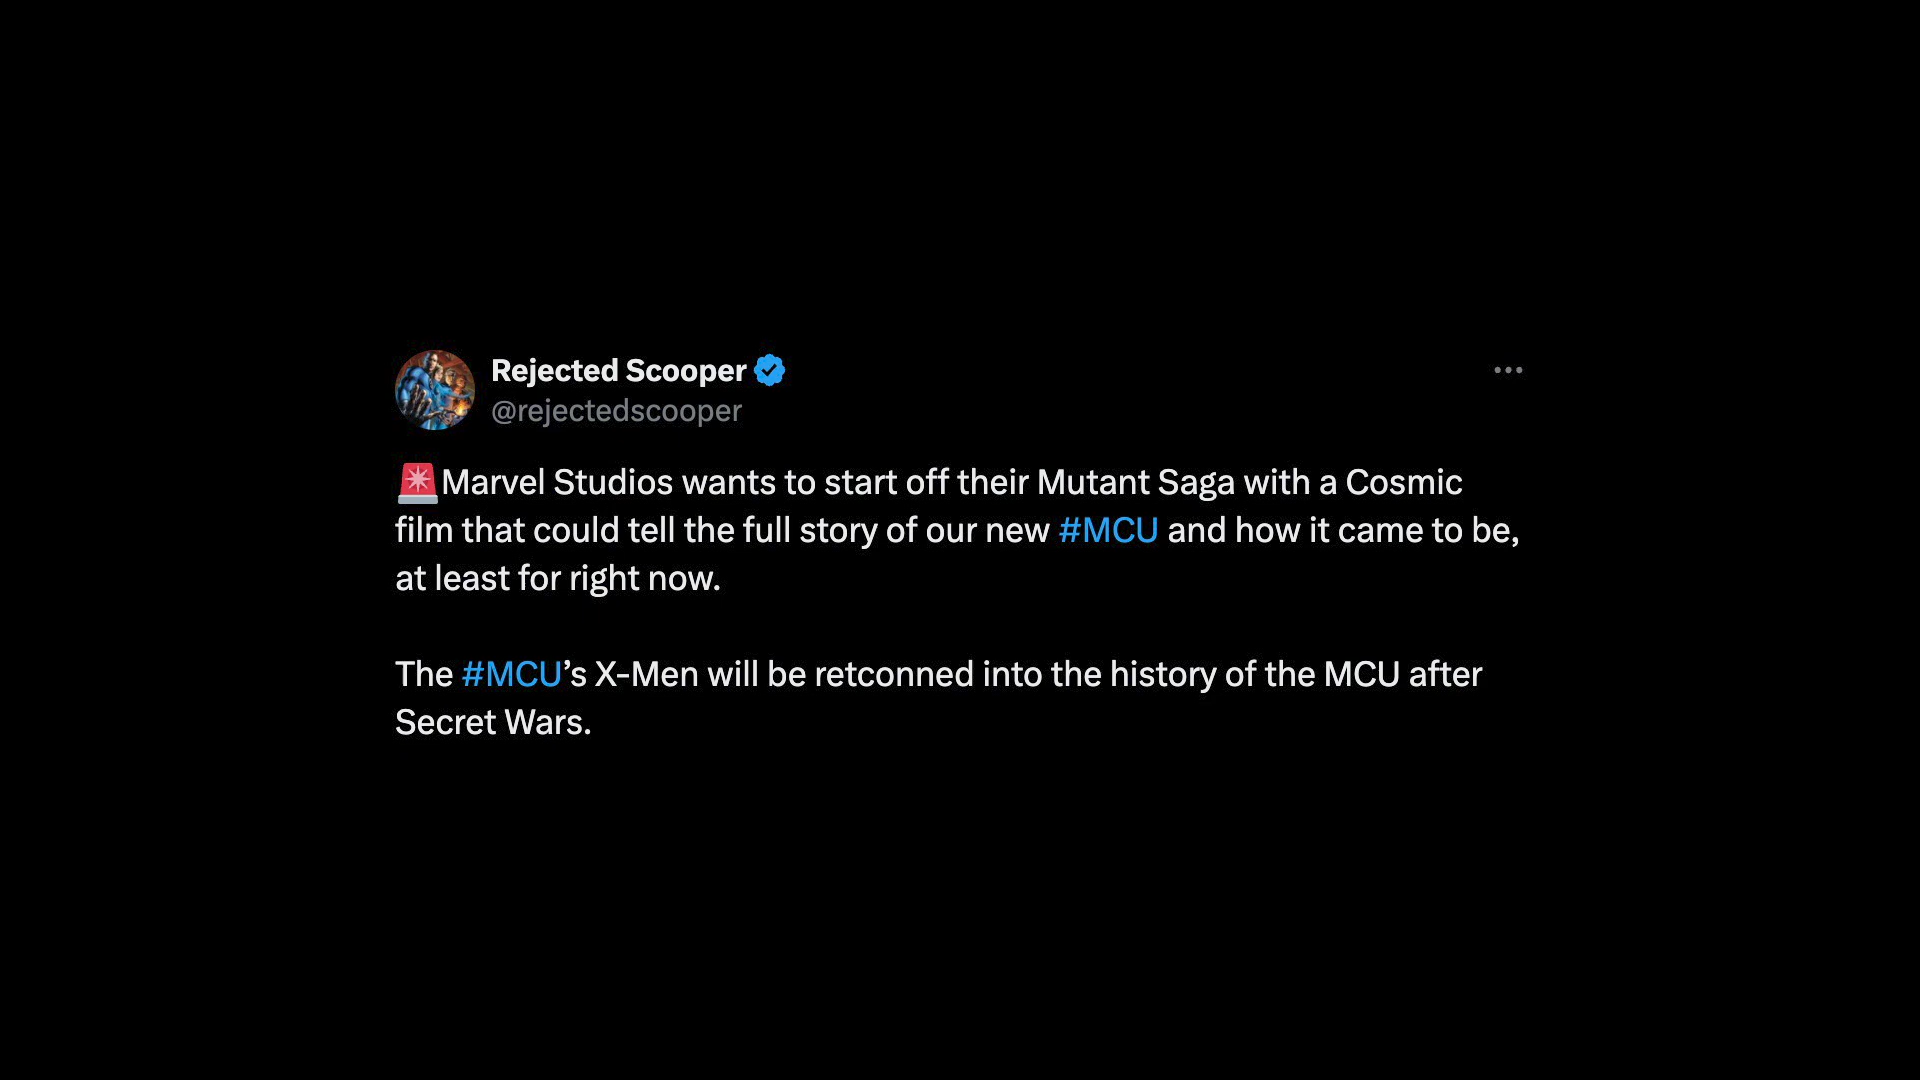 Rejected Scooper
@rejectedscooper
🚨Marvel Studios wants to start off their Mutant Saga with a Cosmic
film that could tell the full story of our new #MCU and how it came to be,
at least for right now.
The #MCU’s X-Men will be retconned into the history of the MCU after
Secret Wars.